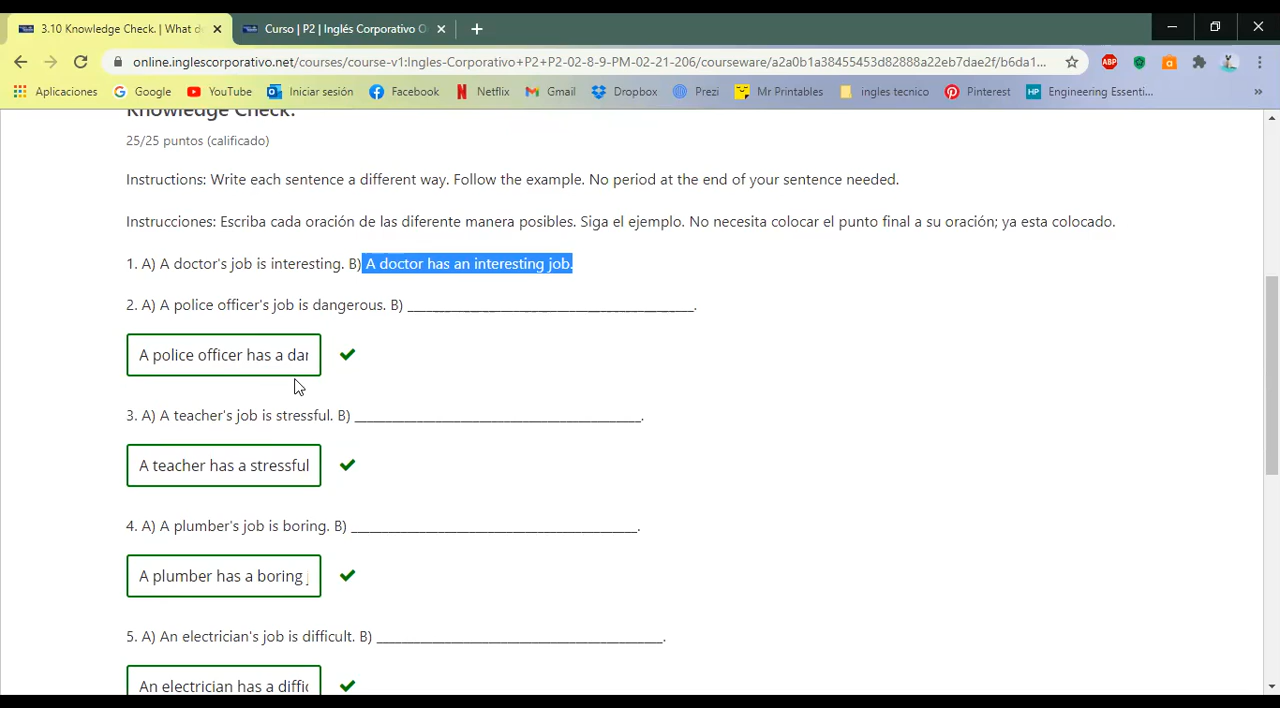 3.10 Knowledge Check. | What d
Curso | P2 | Inglés Corporativo O
online.inglescorporativo.net/courses/course-v1:Ingles-Corporativo+P2+P2-02-8-9-PM-02-21-206/courseware/a2a0b1a38455453d82888a22eb7dae2f/b6da1...
ABP
Aplicaciones Google YouTube Iniciar sesión Facebook Netflix Gmail Dropbox Prezi Mr Printables ingles tecnico Pinterest HP Engineering Essenti... »
Knowledge Check.
25/25 puntos (calificado)
Instructions: Write each sentence a different way. Follow the example. No period at the end of your sentence needed.
Instrucciones: Escriba cada oración de las diferente manera posibles. Siga el ejemplo. No necesita colocar el punto final a su oración; ya esta colocado.
1. A) A doctor's job is interesting. B) A doctor has an interesting job.
2. A) A police officer's job is dangerous. B) ________________________________________.
A police officer has a dan
3. A) A teacher's job is stressful. B) ________________________________________.
A teacher has a stressful
4. A) A plumber's job is boring. B) ________________________________________.
A plumber has a boring j
5. A) An electrician's job is difficult. B) ________________________________________.
An electrician has a diffic